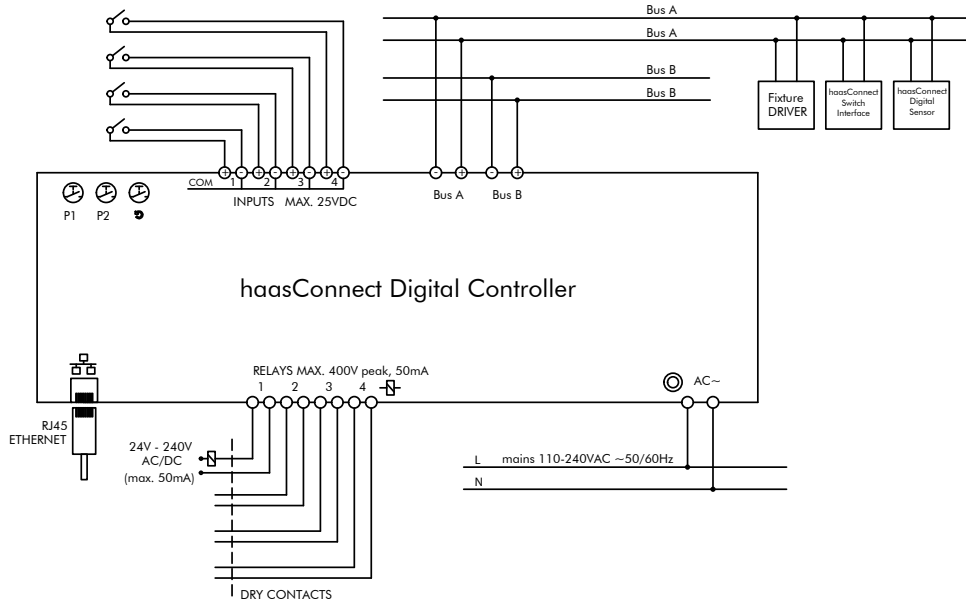 Bus A
Bus A
Bus B
Bus B
Fixture
DRIVER
haasConnect
Switch
Interface
haasConnect
Digital
Sensor
+ - + - + - + -
- + - +
COM 1 2 3 4
INPUTS MAX. 25VDC
Bus A Bus B
P1 P2
haasConnect Digital Controller
RELAYS MAX. 400V peak, 50mA
1 2 3 4
AC~
RJ45
ETHERNET
24V - 240V
AC/DC
(max. 50mA)
L mains 110-240VAC ~50/60Hz
N
DRY CONTACTS